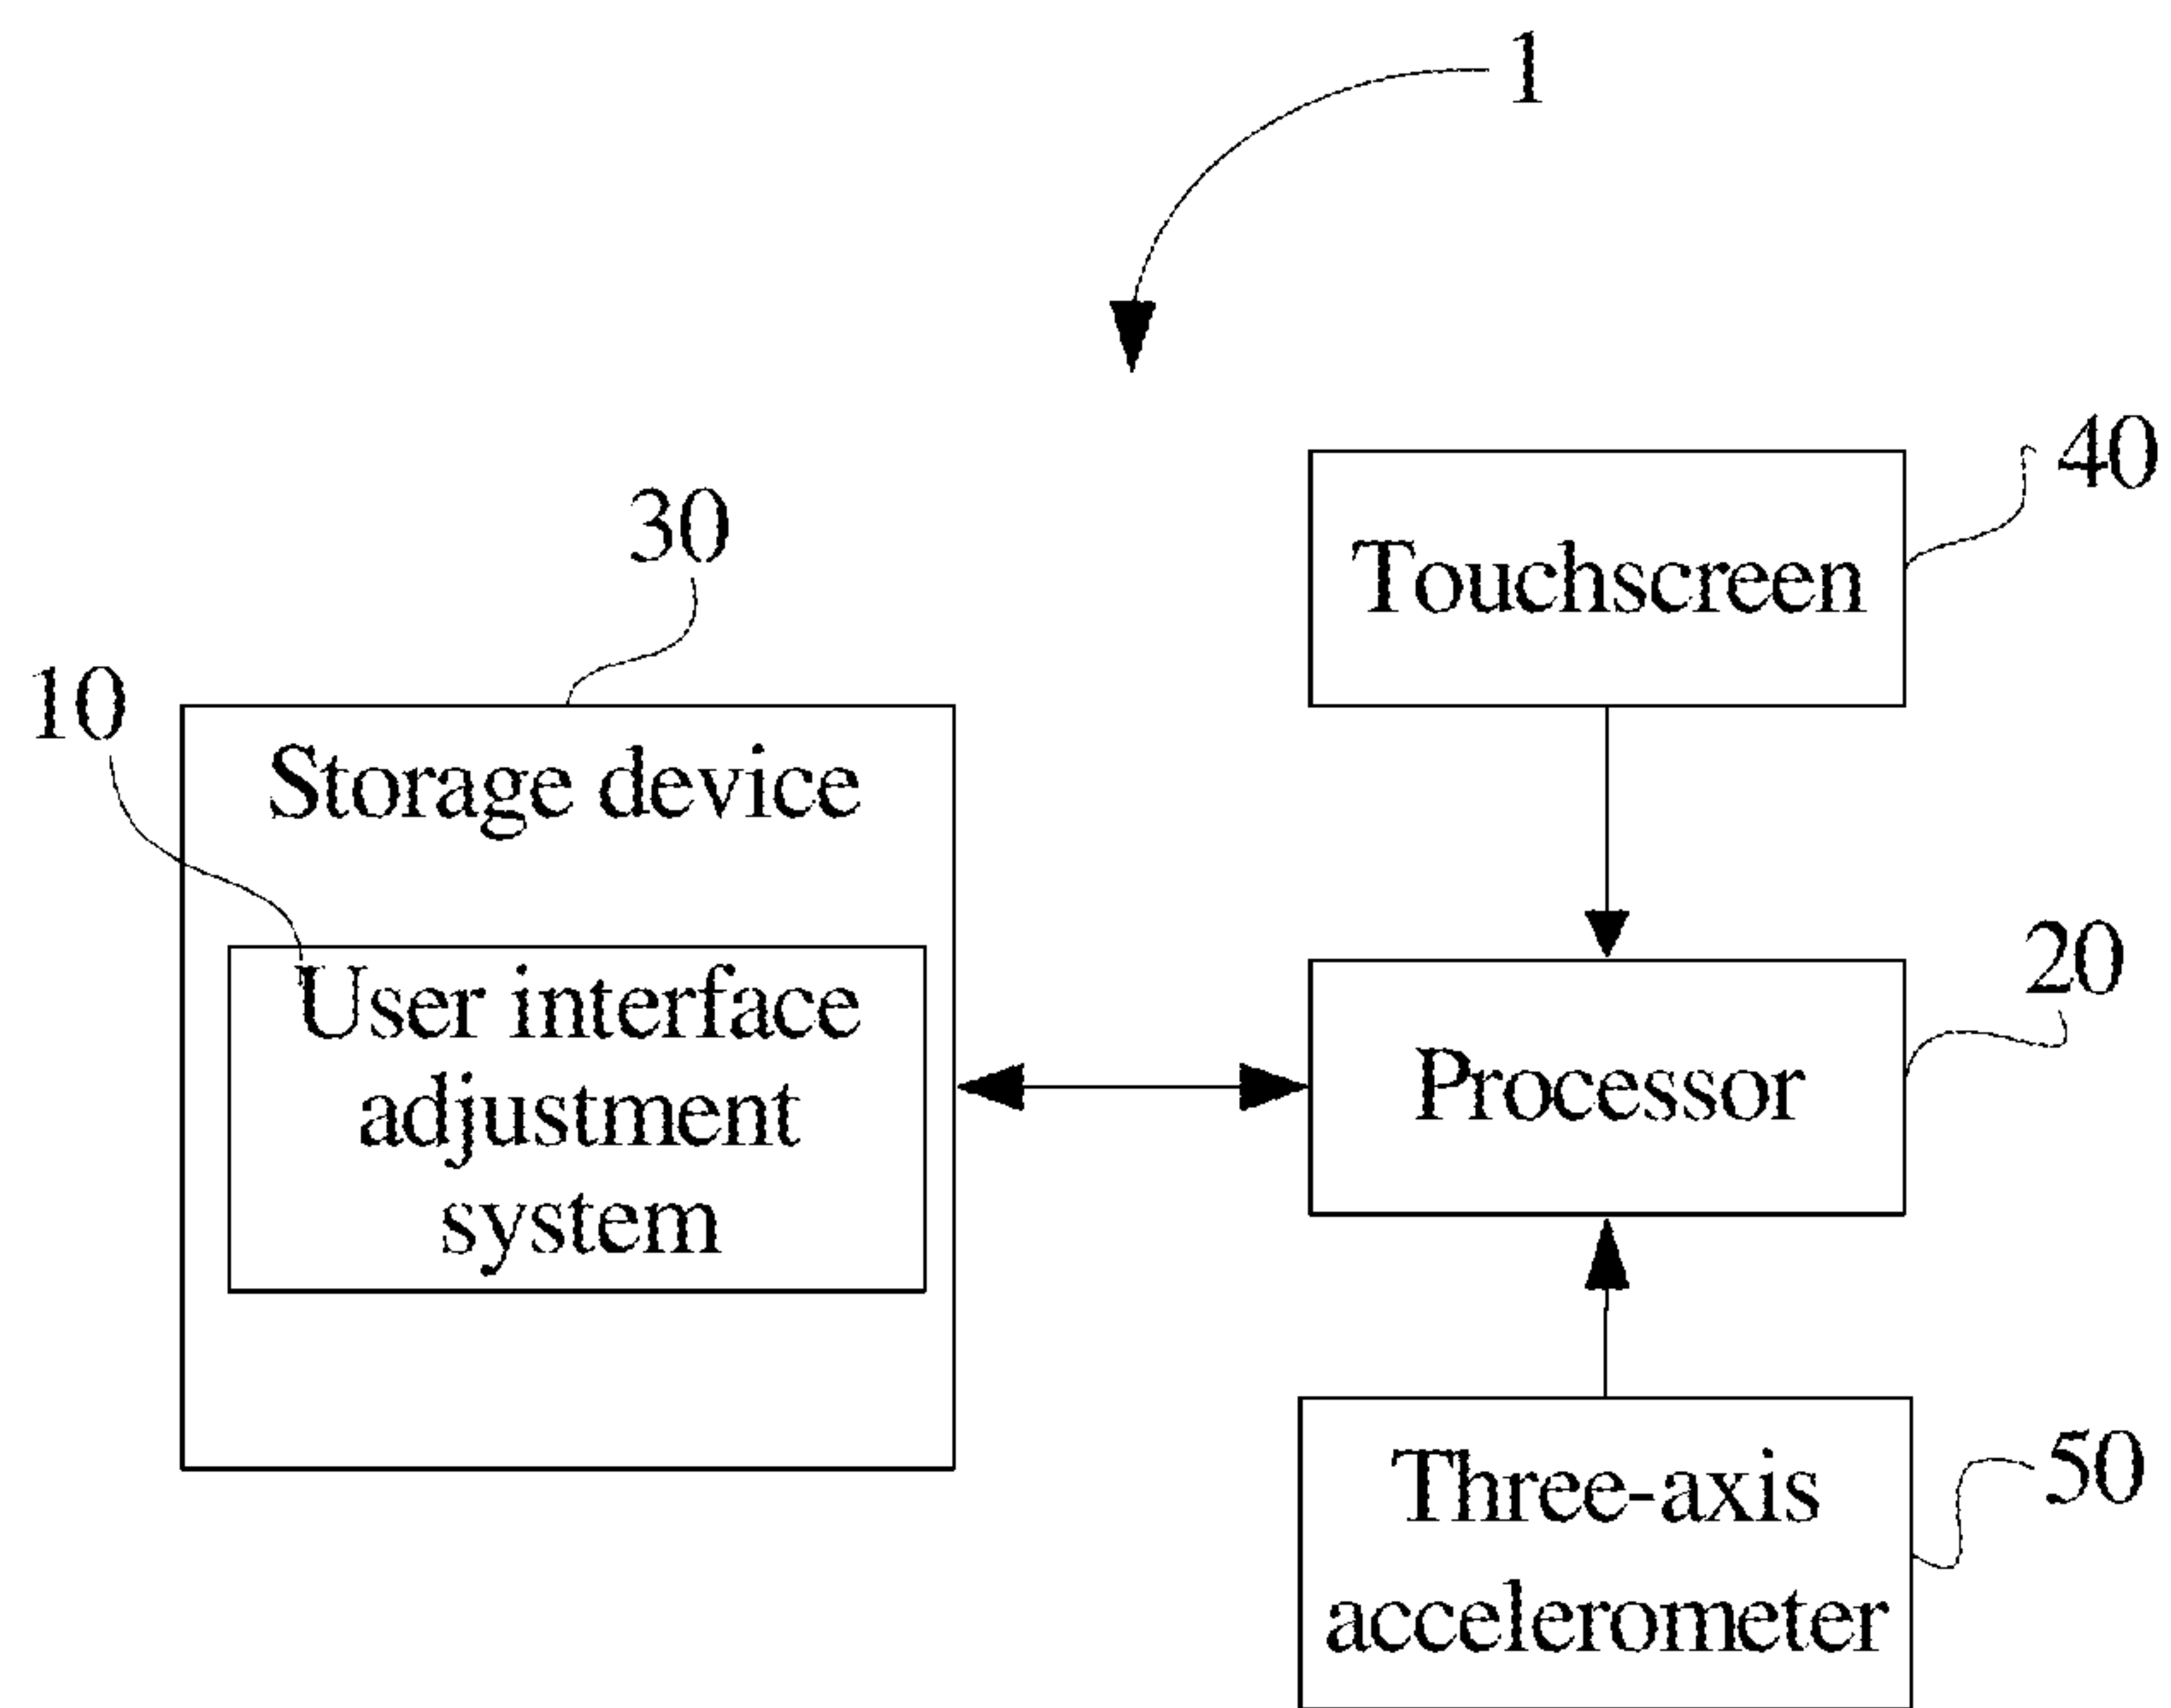 1
40
Touchscreen
30
10
Storage device
20
User interface
adjustment
system
Processor
50
Three-axis
accelerometer